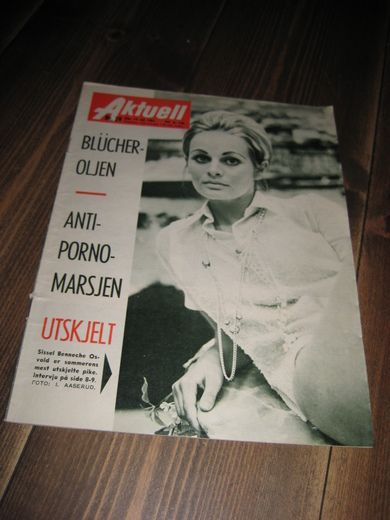 Aktuell
BLÜCHER-
OLJEN
ANTI-
PORNO-
MARSJEN
UTSKJELT
Sissel Benneche Os-
vold er sommerens
mest utskjelte pike.
intervju på side 8-9.
FOTO: I. AASERUD.